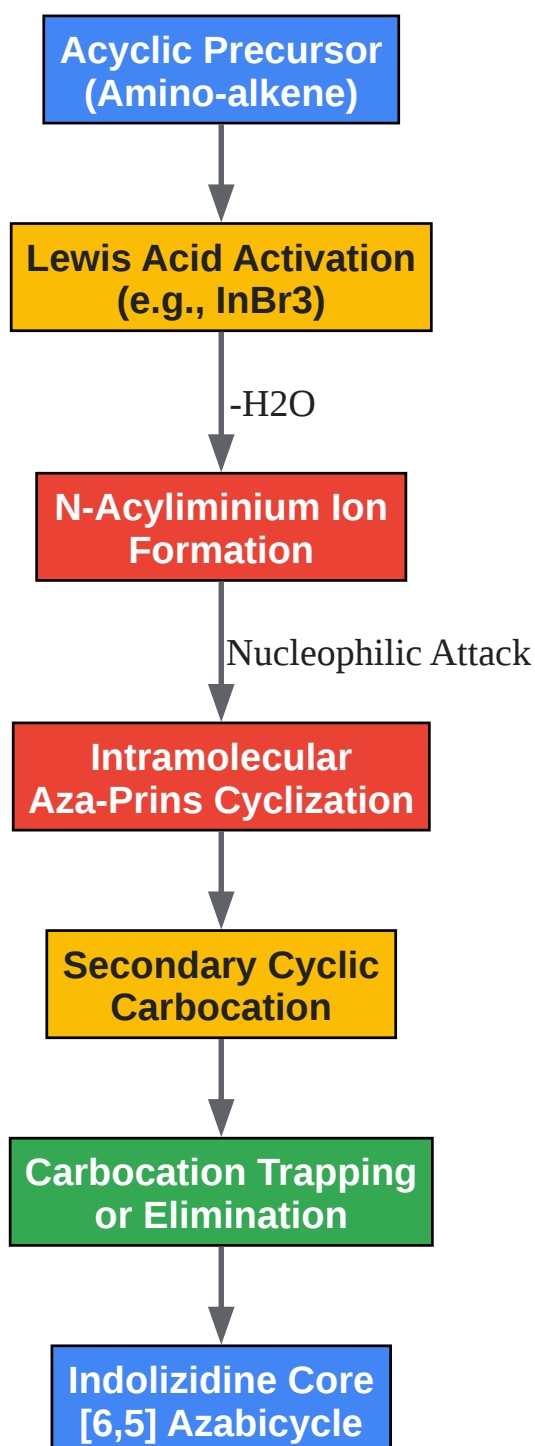 Acyclic Precursor
(Amino-alkene)
Lewis Acid Activation
(e.g., InBr3)
-H2O
N-Acyliminium Ion
Formation
Nucleophilic Attack
Intramolecular
Aza-Prins Cyclization
Secondary Cyclic
Carbocation
Carbocation Trapping
or Elimination
Indolizidine Core
[6,5] Azabicycle